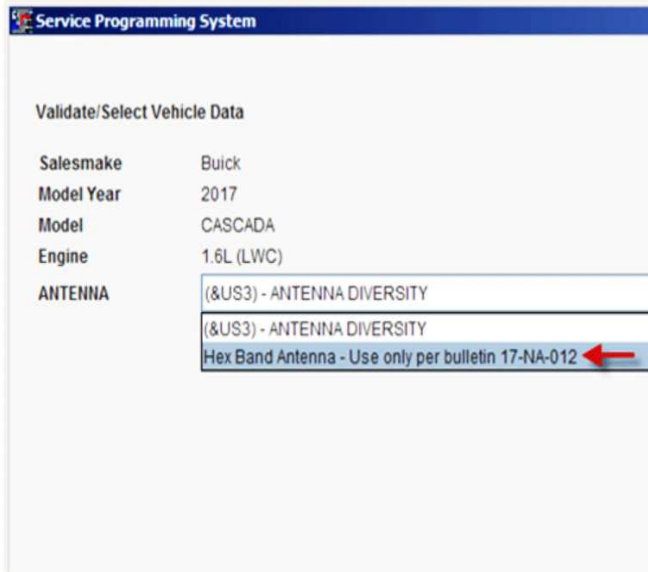 Service Programming System
Validate/Select Vehicle Data
Salesmake Buick
Model Year 2017
Model CASCADA
Engine 1.6L (LWC)
ANTENNA (&US3) - ANTENNA DIVERSITY
(&US3) - ANTENNA DIVERSITY
Hex Band Antenna - Use only per bulletin 17-NA-012